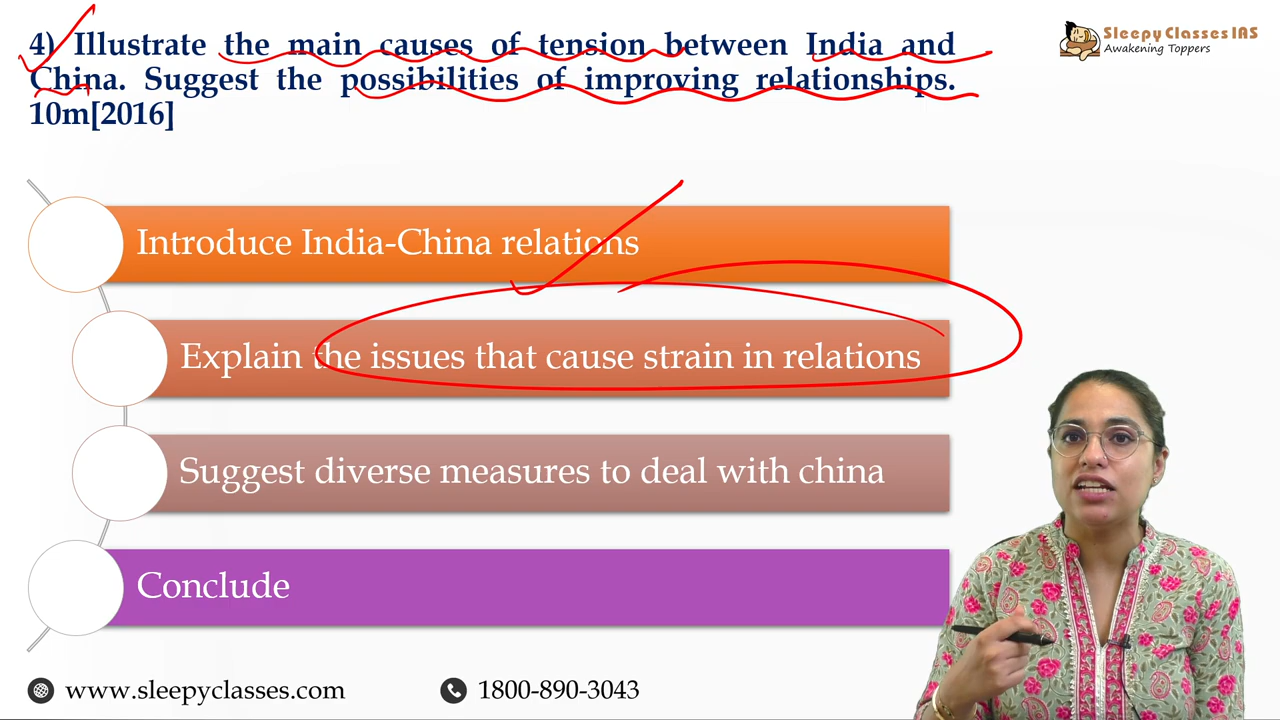 4) Illustrate the main causes of tension between India and
China. Suggest the possibilities of improving relationships.
10m[2016]
Sleepy Classes IAS
Awakening Toppers
Introduce India-China relations
Explain the issues that cause strain in relations
Suggest diverse measures to deal with china
Conclude
www.sleepyclasses.com
1800-890-3043